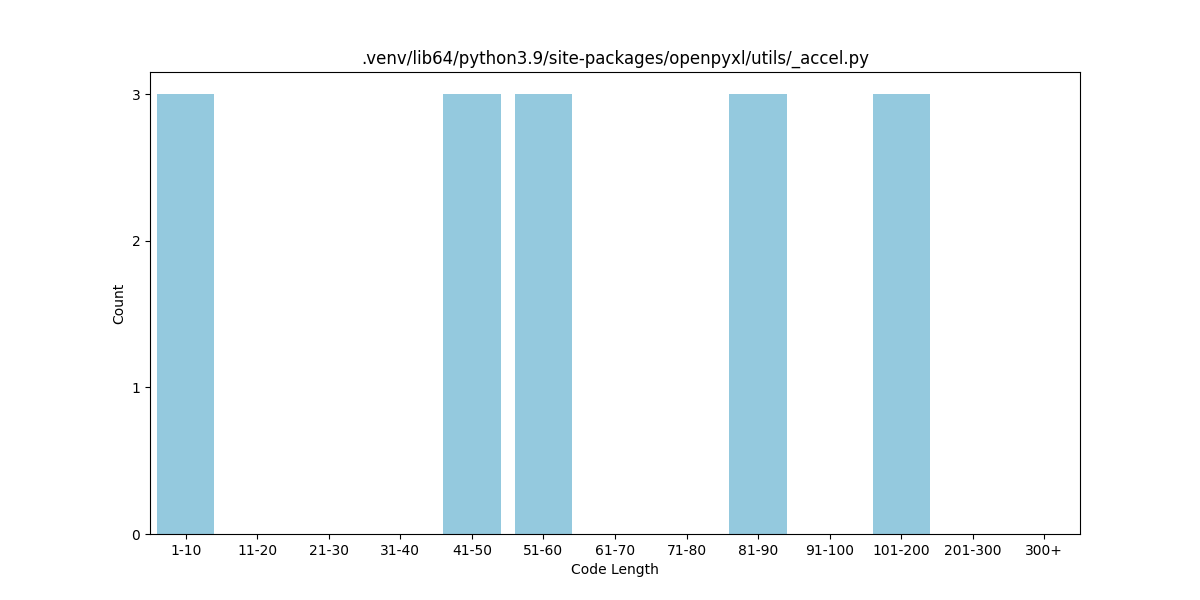 .venv/lib64/python3.9/site-packages/openpyxl/utils/_accel.py
3
2
1
0
Count
1-10 11-20 21-30 31-40 41-50 51-60 61-70 71-80 81-90 91-100 101-200 201-300 300+
Code Length